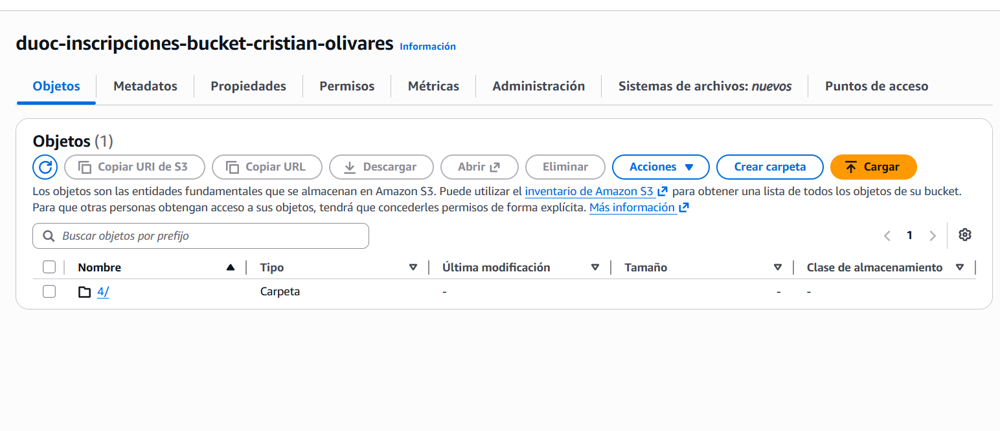 duoc-inscripciones-bucket-cristian-olivares Información
Objetos Metadatos Propiedades Permisos Métricas Administración Sistemas de archivos: nuevos Puntos de acceso
Objetos (1)
Copiar URI de S3 Copiar URL Descargar Abrir Eliminar Acciones Crear carpeta Cargar
Los objetos son las entidades fundamentales que se almacenan en Amazon S3. Puede utilizar el inventario de Amazon S3 para obtener una lista de todos los objetos de su bucket.
Para que otras personas obtengan acceso a sus objetos, tendrá que concederles permisos de forma explícita. Más información
Buscar objetos por prefijo 1
Nombre Tipo Última modificación Tamaño Clase de almacenamiento
4/ Carpeta - - -